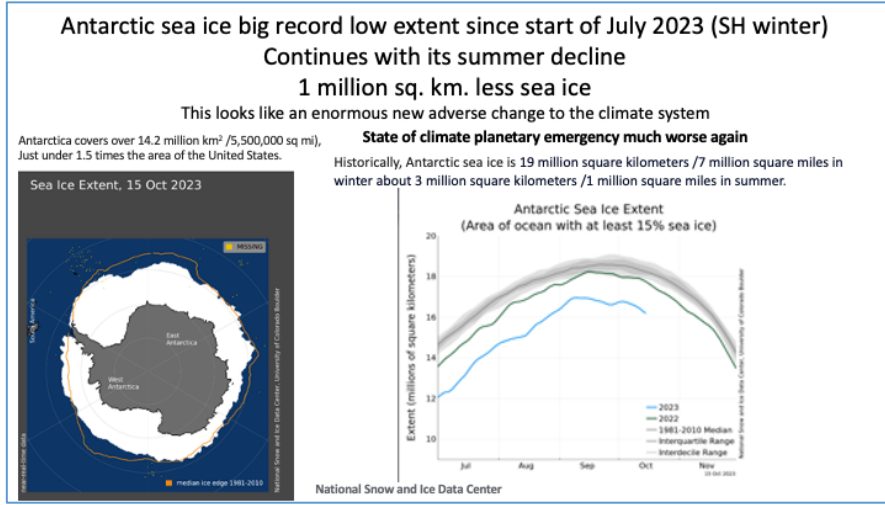 Antarctic sea ice big record low extent since start of July 2023 (SH winter)
Continues with its summer decline
1 million sq. km. less sea ice
This looks like an enormous new adverse change to the climate system
Antarctica covers over 14.2 million km² /5,500,000 sq mi),
Just under 1.5 times the area of the United States.
State of climate planetary emergency much worse again
Historically, Antarctic sea ice is 19 million square kilometers /7 million square miles in
winter about 3 million square kilometers /1 million square miles in summer.
Sea Ice Extent, 15 Oct 2023
MISSING
South America
East
Antarctica
West
Antarctica
near-real-time data
median ice edge 1981-2010
National Snow and Ice Data Center, University of Colorado Boulder
Antarctic Sea Ice Extent
(Area of ocean with at least 15% sea ice)
Extent (millions of square kilometers)
20
18
16
14
12
10
2023
2022
1981-2010 Median
Interquartile Range
Interdecile Range
Jul
Aug
Sep
Oct
Nov
15 Oct 2023
National Snow and Ice Data Center, University of Colorado Boulder
National Snow and Ice Data Center